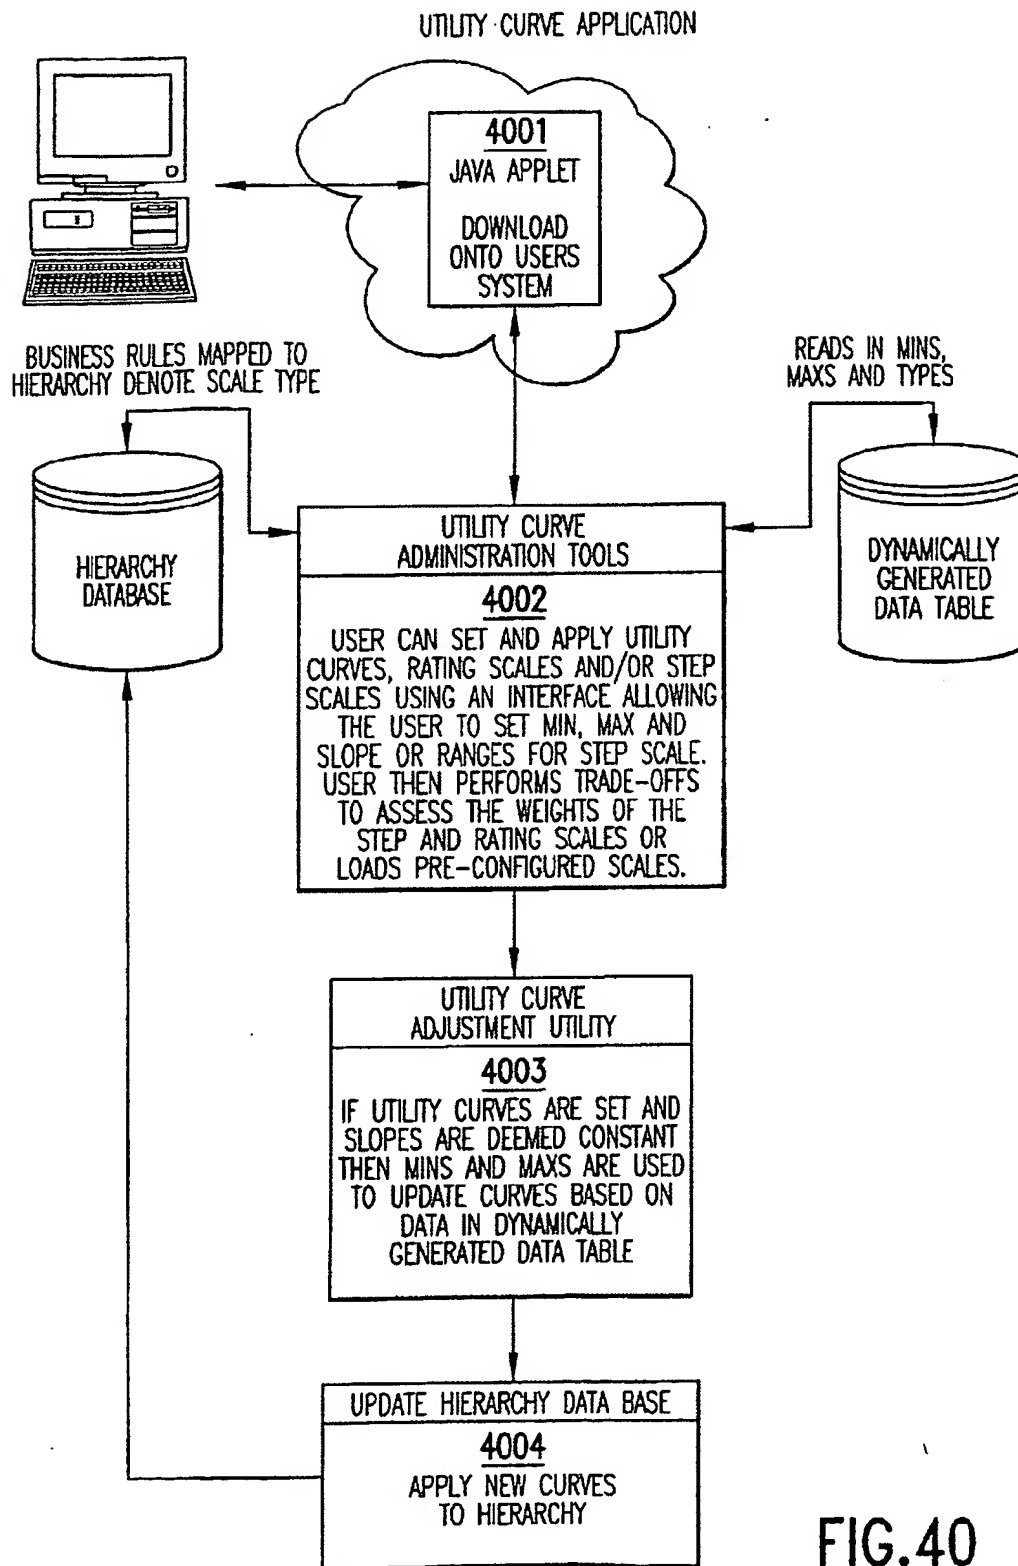 UTILITY CURVE APPLICATION
4001
JAVA APPLET
DOWNLOAD
ONTO USERS
SYSTEM
BUSINESS RULES MAPPED TO
HIERARCHY DENOTE SCALE TYPE
READS IN MINS,
MAXS AND TYPES
HIERARCHY
DATABASE
UTILITY CURVE
ADMINISTRATION TOOLS
4002
USER CAN SET AND APPLY UTILITY
CURVES, RATING SCALES AND/OR STEP
SCALES USING AN INTERFACE ALLOWING
THE USER TO SET MIN, MAX AND
SLOPE OR RANGES FOR STEP SCALE.
USER THEN PERFORMS TRADE-OFFS
TO ASSESS THE WEIGHTS OF THE
STEP AND RATING SCALES OR
LOADS PRE-CONFIGURED SCALES.
DYNAMICALLY
GENERATED
DATA TABLE
UTILITY CURVE
ADJUSTMENT UTILITY
4003
IF UTILITY CURVES ARE SET AND
SLOPES ARE DEEMED CONSTANT
THEN MINS AND MAXS ARE USED
TO UPDATE CURVES BASED ON
DATA IN DYNAMICALLY
GENERATED DATA TABLE
UPDATE HIERARCHY DATA BASE
4004
APPLY NEW CURVES
TO HIERARCHY
FIG.40